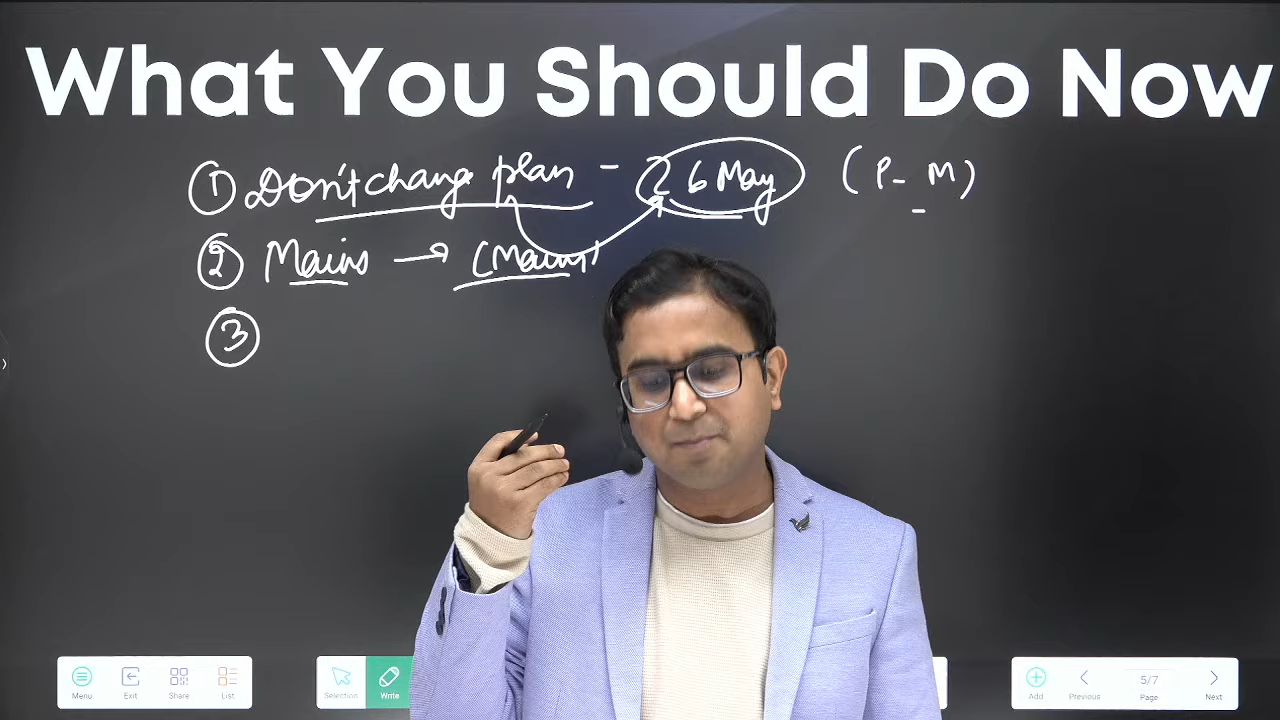 What You Should Do Now
① Don't change plan - 26 May (P - M)
② Mains → (Mains)
③
Menu Exit Share List Selection Write Add Previous 5/7 Page Next